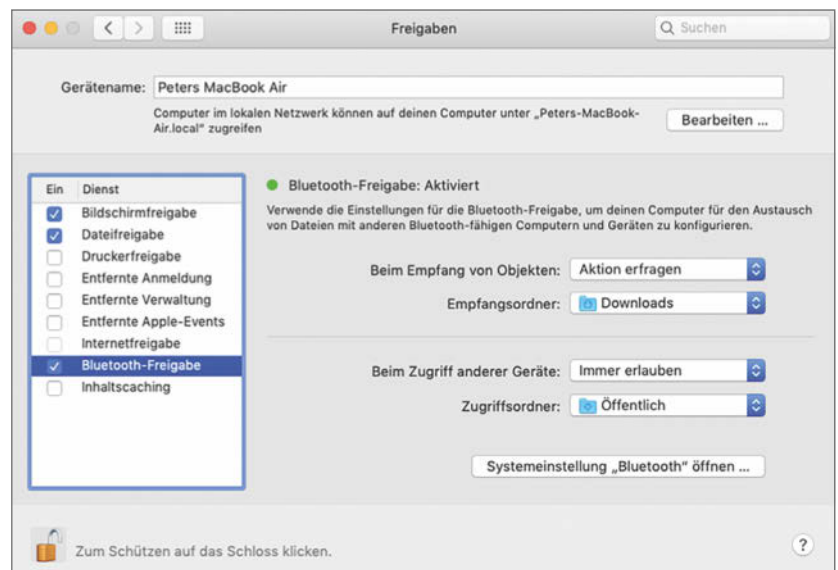 Freigaben
Suchen
Gerätename: Peters MacBook Air
Computer im lokalen Netzwerk können auf deinen Computer unter „Peters-MacBook-
Air.local“ zugreifen
Bearbeiten ...
Ein Dienst
Bildschirmfreigabe
Dateifreigabe
Druckerfreigabe
Entfernte Anmeldung
Entfernte Verwaltung
Entfernte Apple-Events
Internetfreigabe
Bluetooth-Freigabe
Inhaltscaching
Bluetooth-Freigabe: Aktiviert
Verwende die Einstellungen für die Bluetooth-Freigabe, um deinen Computer für den Austausch
von Dateien mit anderen Bluetooth-fähigen Computern und Geräten zu konfigurieren.
Beim Empfang von Objekten: Aktion erfragen
Empfangsordner: Downloads
Beim Zugriff anderer Geräte: Immer erlauben
Zugriffsordner: Öffentlich
Systemeinstellung „Bluetooth“ öffnen ...
Zum Schützen auf das Schloss klicken.
?